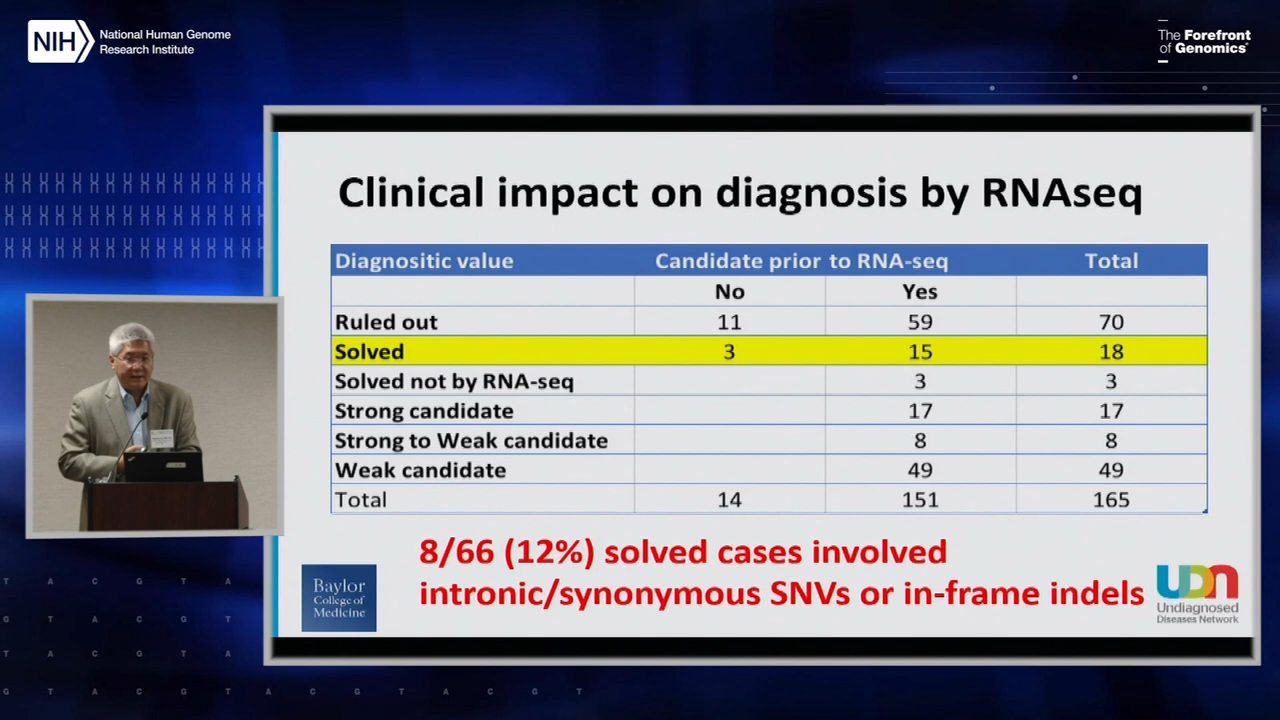 NIH
National Human Genome
Research Institute
The Forefront
of Genomics®
Clinical impact on diagnosis by RNAseq
Diagnositic value Candidate prior to RNA-seq Total
No Yes
Ruled out 11 59 70
Solved 3 15 18
Solved not by RNA-seq 3 3
Strong candidate 17 17
Strong to Weak candidate 8 8
Weak candidate 49 49
Total 14 151 165
8/66 (12%) solved cases involved
intronic/synonymous SNVs or in-frame indels
Baylor
College of
Medicine
UDN
Undiagnosed
Diseases Network
T A C G T A
G T A C G T
T A C G T A
G T A C G T A C G T A C G T